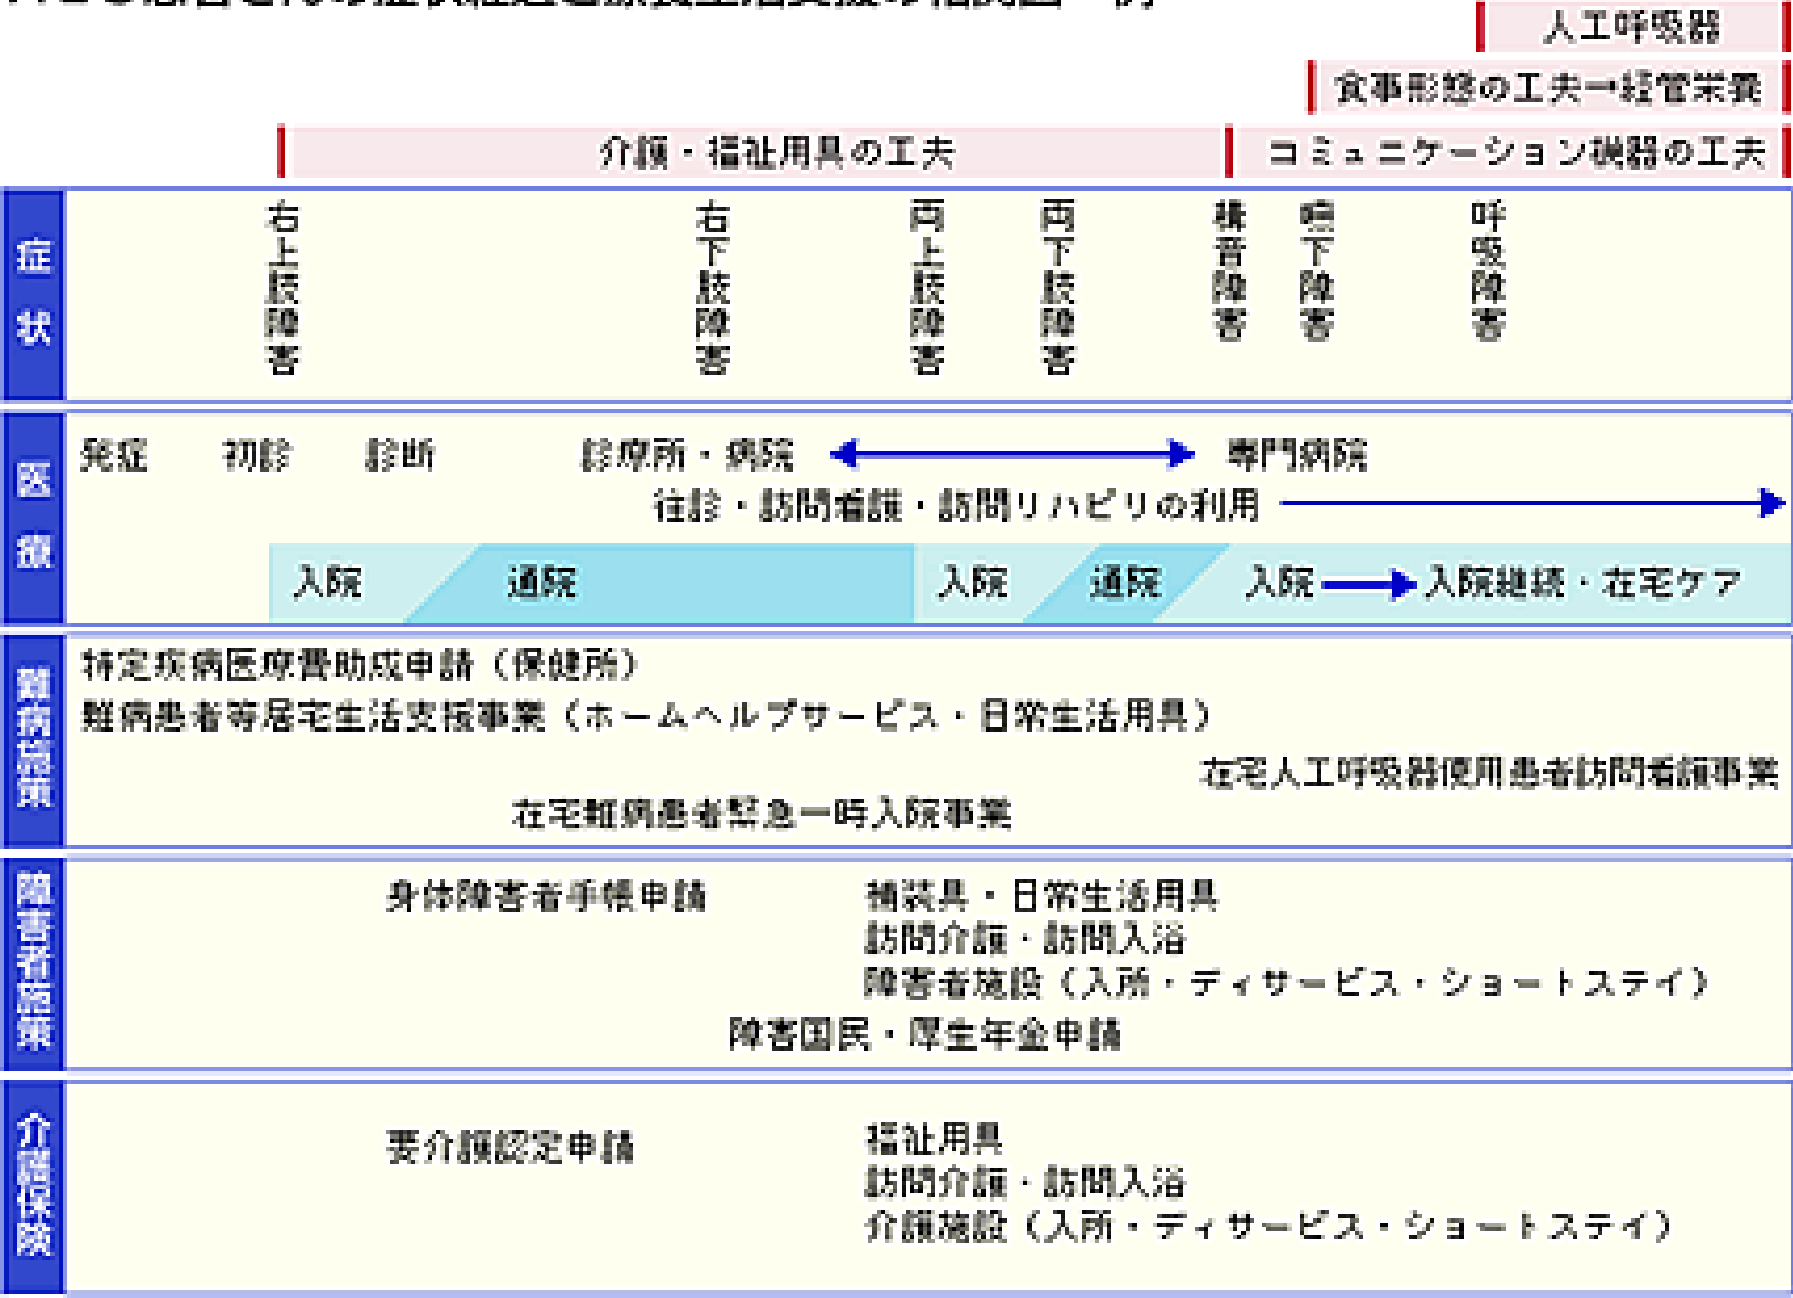 人工呼吸器
食事形態の工夫→経管栄養
介護・福祉用具の工夫
コミュニケーション機器の工夫
症状
右上肢障害
右下肢障害
両上肢障害
両下肢障害
構音障害
嚥下障害
呼吸障害
医療
発症
初診
診断
診療所・病院
専門病院
往診・訪問看護・訪問リハビリの利用
入院
通院
入院
通院
入院
入院継続・在宅ケア
難病施策
特定疾病医療費助成申請（保健所）
難病患者等居宅生活支援事業（ホームヘルプサービス・日常生活用具）
在宅人工呼吸器使用患者訪問看護事業
在宅難病患者緊急一時入院事業
障害者施策
身体障害者手帳申請
補装具・日常生活用具
訪問介護・訪問入浴
障害者施設（入所・ディサービス・ショートステイ）
障害国民・厚生年金申請
介護保険
要介護認定申請
福祉用具
訪問介護・訪問入浴
介護施設（入所・ディサービス・ショートステイ）